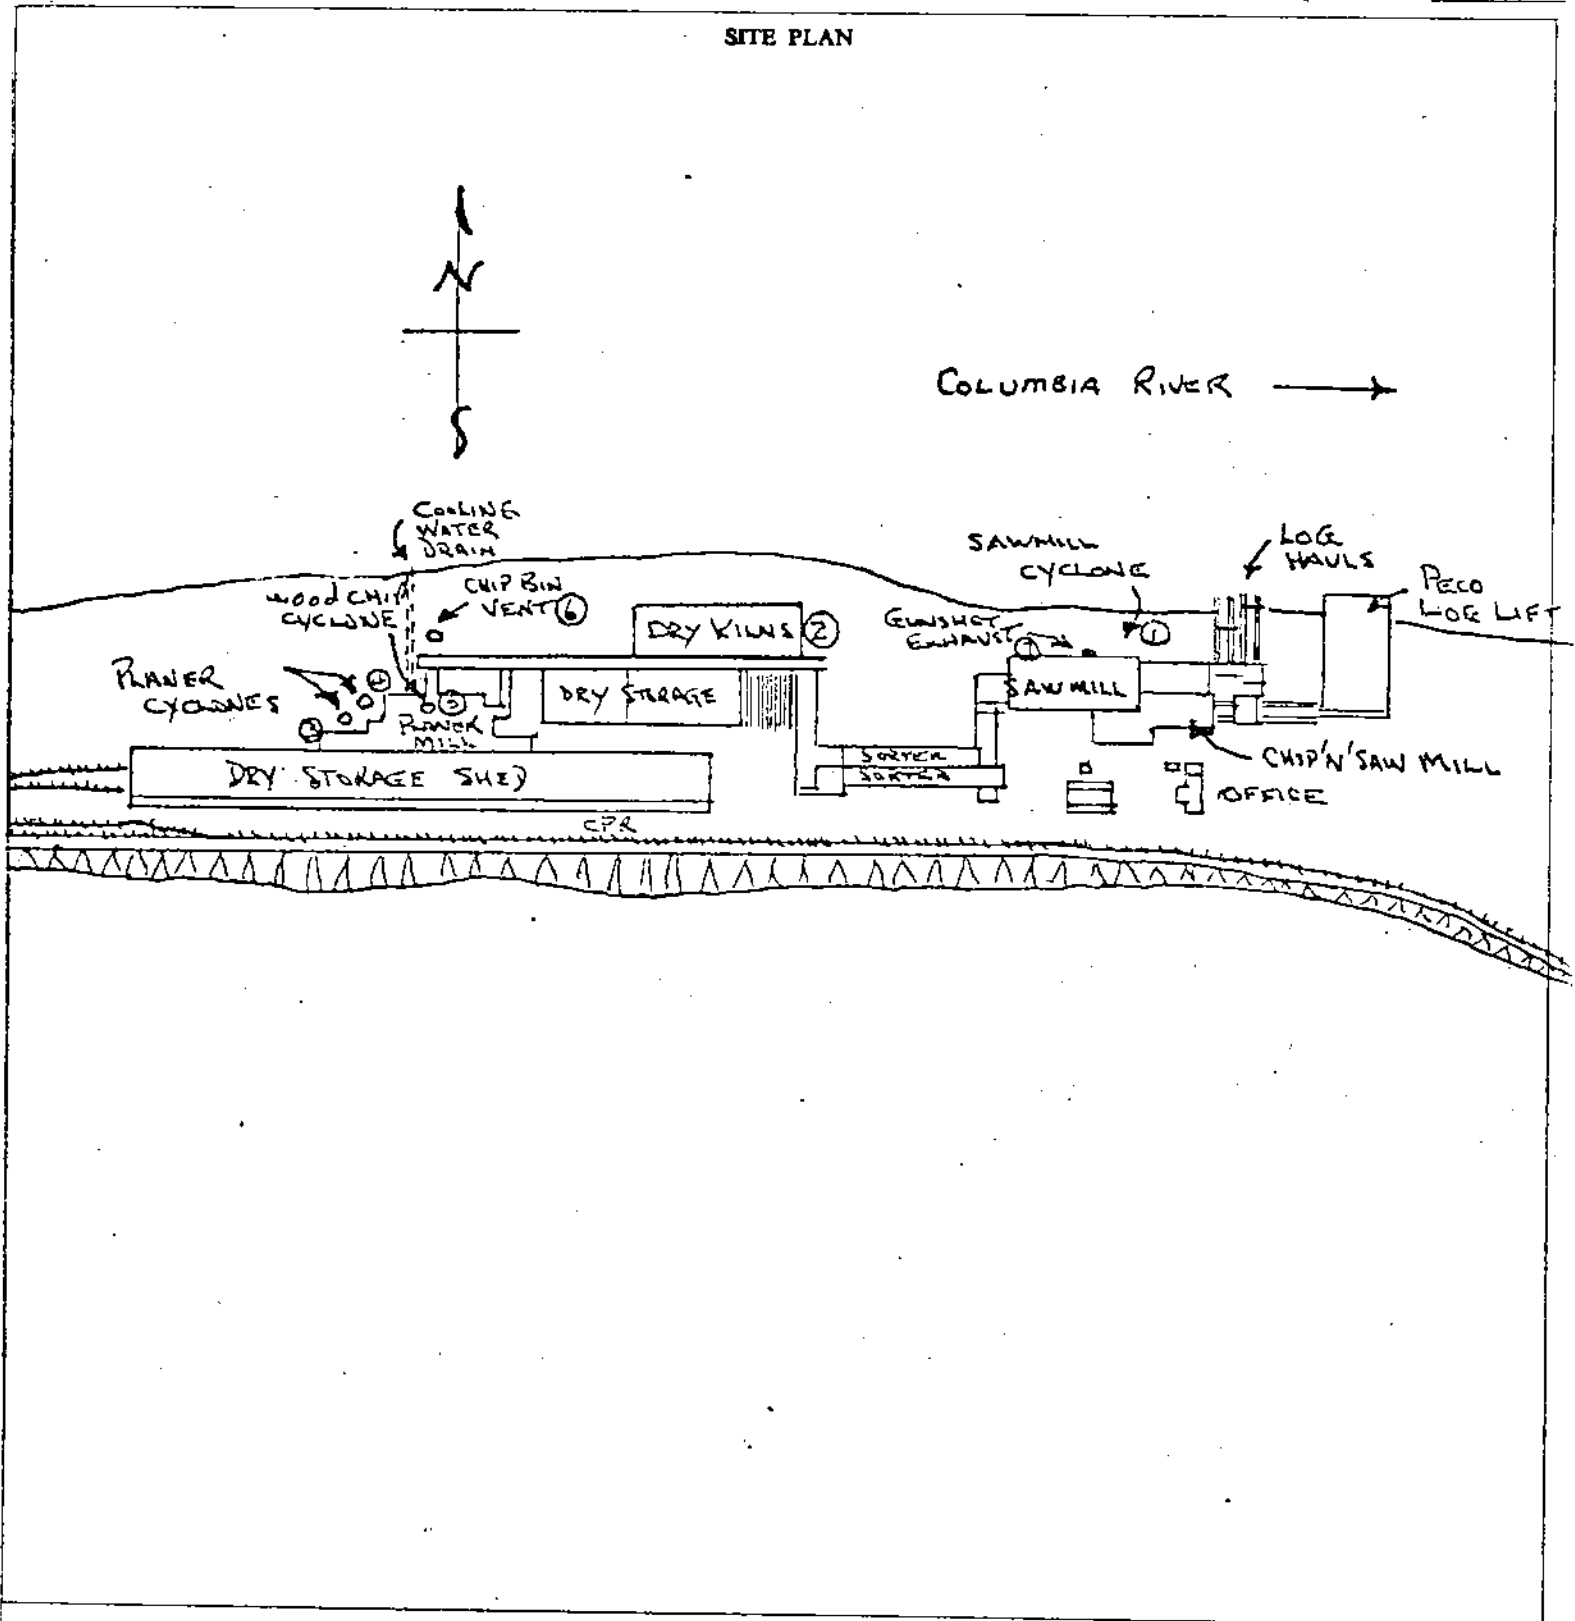 SITE PLAN
N
S
COLUMBIA RIVER
COOLING
WATER
DRAIN
WOOD CHIP
CYCLONE
CHIP BIN
VENT 6
PLANER
CYCLONES
4
3
5
PLANER
MILL
DRY KILNS 2
DRY STORAGE
DRY STORAGE SHED
SAWMILL
CYCLONE
1
GUNSHOT
EXHAUST
7
SAWMILL
LOG
HAULS
PECO
LOG LIFT
SORTER
SORTER
CHIP'N'SAW MILL
OFFICE
CPR